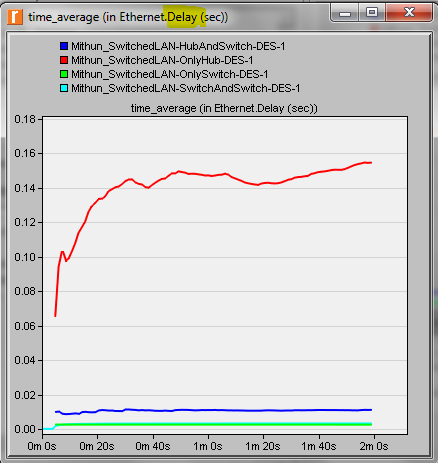 time_average (in Ethernet.Delay (sec))
Mithun_SwitchedLAN-HubAndSwitch-DES-1
Mithun_SwitchedLAN-OnlyHub-DES-1
Mithun_SwitchedLAN-OnlySwitch-DES-1
Mithun_SwitchedLAN-SwitchAndSwitch-DES-1
time_average (in Ethernet.Delay (sec))
0.18
0.16
0.14
0.12
0.10
0.08
0.06
0.04
0.02
0.00
0m 0s 0m 20s 0m 40s 1m 0s 1m 20s 1m 40s 2m 0s